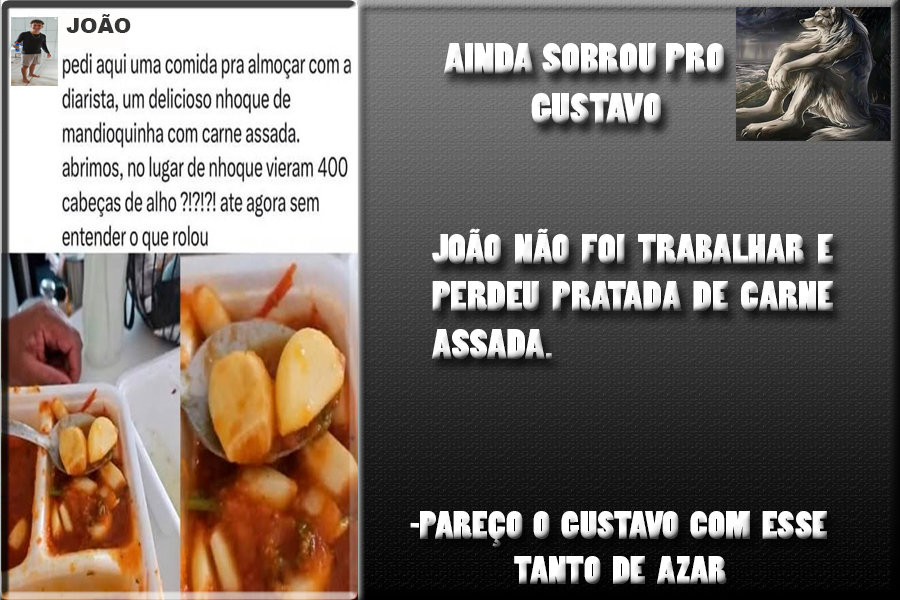 JOÃO
pedi aqui uma comida pra almoçar com a
diarista, um delicioso nhoque de
mandioquinha com carne assada.
abrimos, no lugar de nhoque vieram 400
cabeças de alho ?!?!?! ate agora sem
entender o que rolou
AINDA SOBROU PRO
GUSTAVO
JOÃO NÃO FOI TRABALHAR E
PERDEU PRATADA DE CARNE
ASSADA.
-PAREÇO O GUSTAVO COM ESSE
TANTO DE AZAR